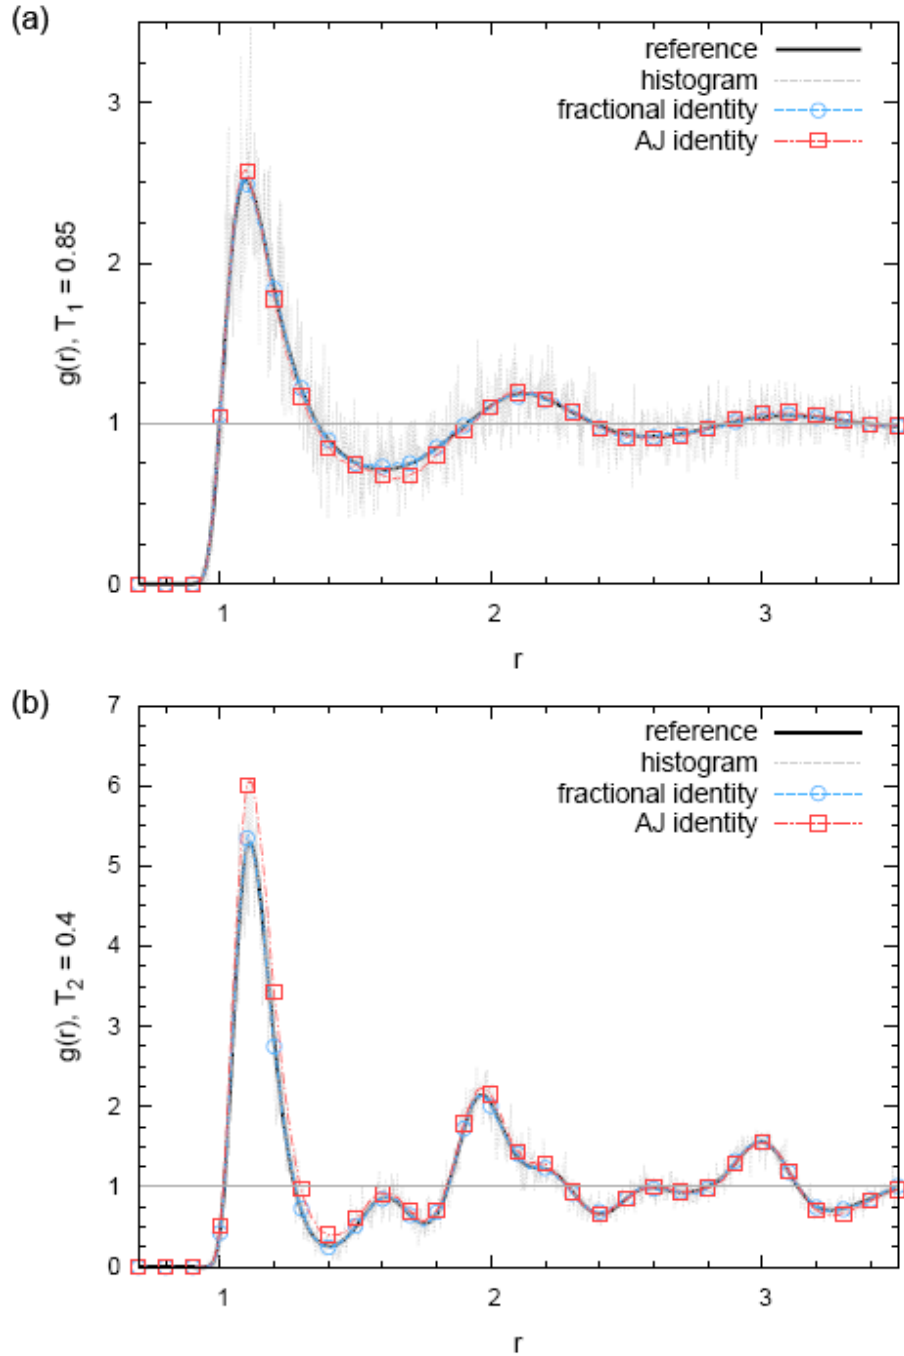 (a)
reference
histogram
fractional identity
AJ identity
3
2
1
0
g(r), T1 = 0.85
1 2 3
r
(b)
7
reference
histogram
fractional identity
AJ identity
6
5
4
3
2
1
0
g(r), T2 = 0.4
1 2 3
r